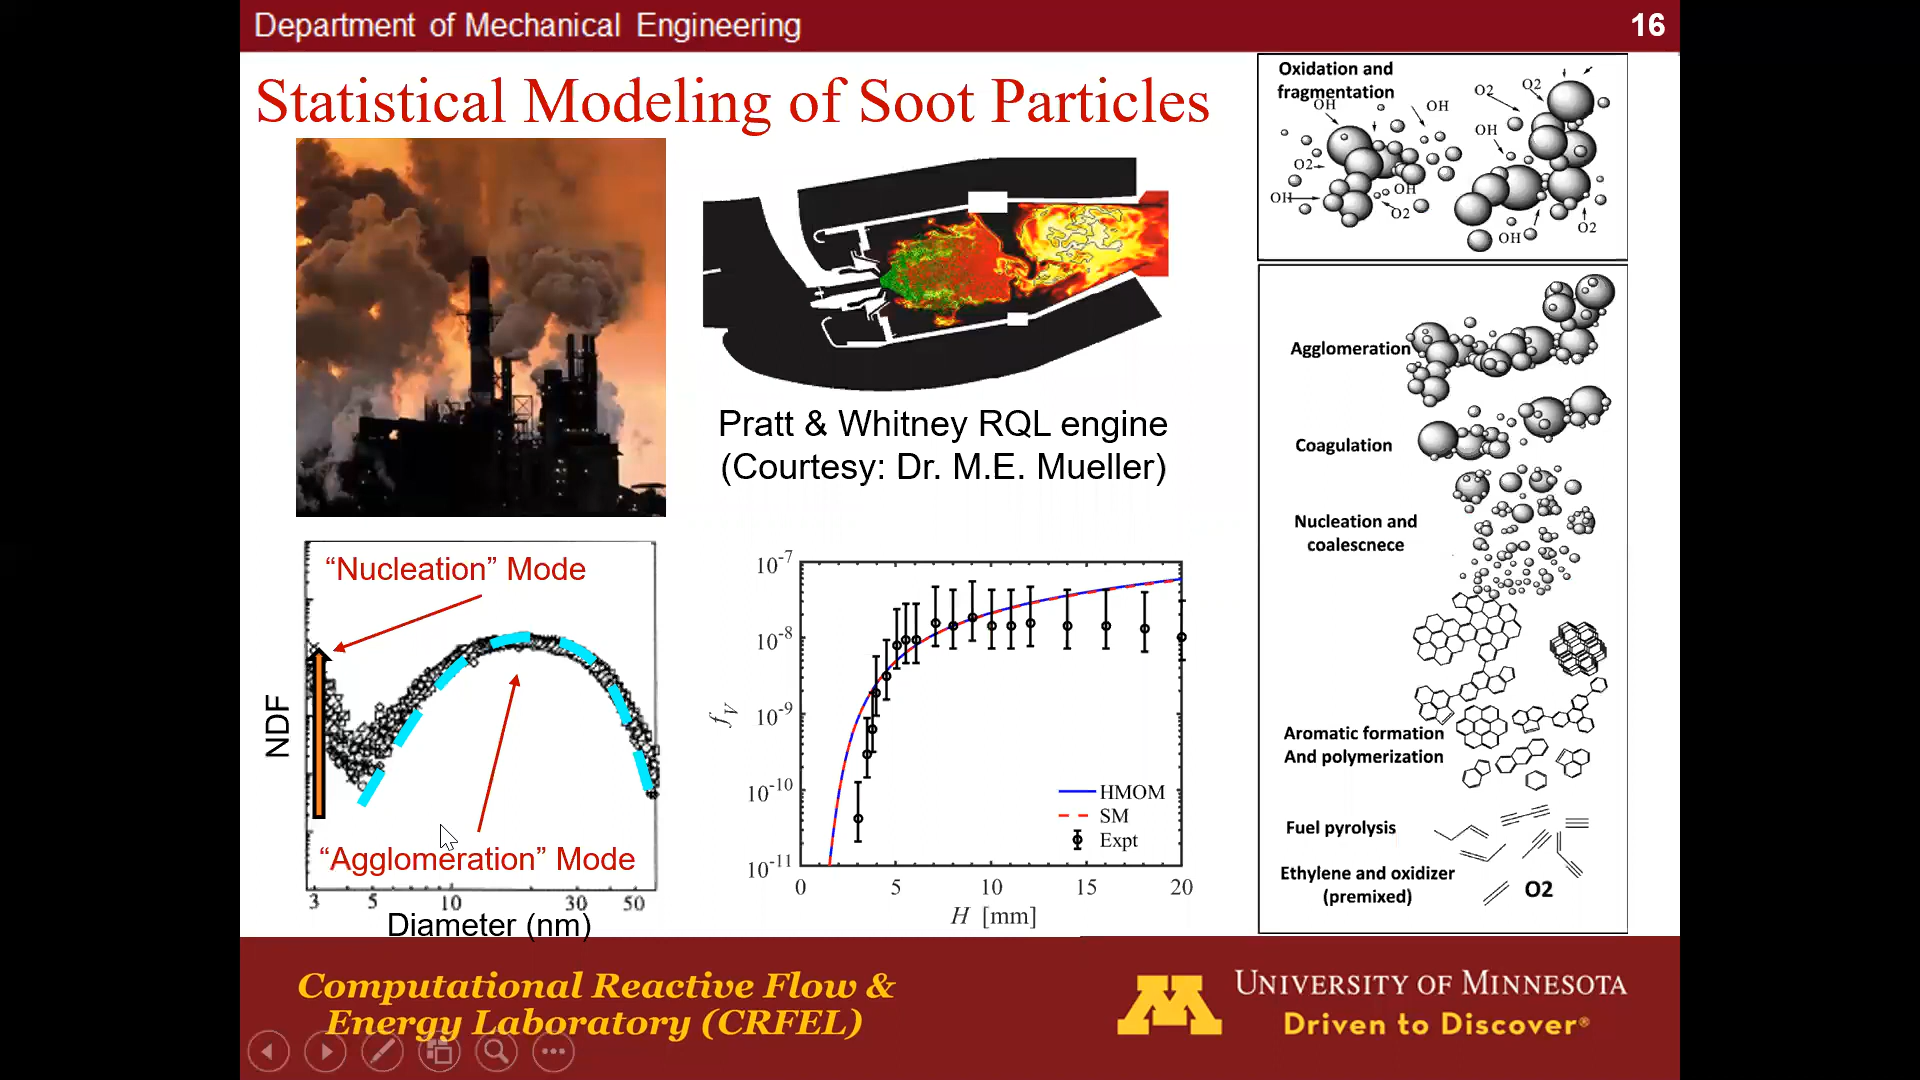 Department of Mechanical Engineering
16
Statistical Modeling of Soot Particles
Pratt & Whitney RQL engine
(Courtesy: Dr. M.E. Mueller)
“Nucleation” Mode
“Agglomeration” Mode
NDF
3 5 10 30 50
Diameter (nm)
10-7
10-8
10-9
10-10
10-11
fV
HMOM
SM
Expt
0 5 10 15 20
H [mm]
Oxidation and
fragmentation
OH
OH
O2
O2
OH
O2
OH
OH
O2
OH
O2
Agglomeration
Coagulation
Nucleation and
coalescnece
Aromatic formation
And polymerization
Fuel pyrolysis
Ethylene and oxidizer
(premixed)
O2
Computational Reactive Flow &
Energy Laboratory (CRFEL)
M
UNIVERSITY OF MINNESOTA
Driven to Discover®